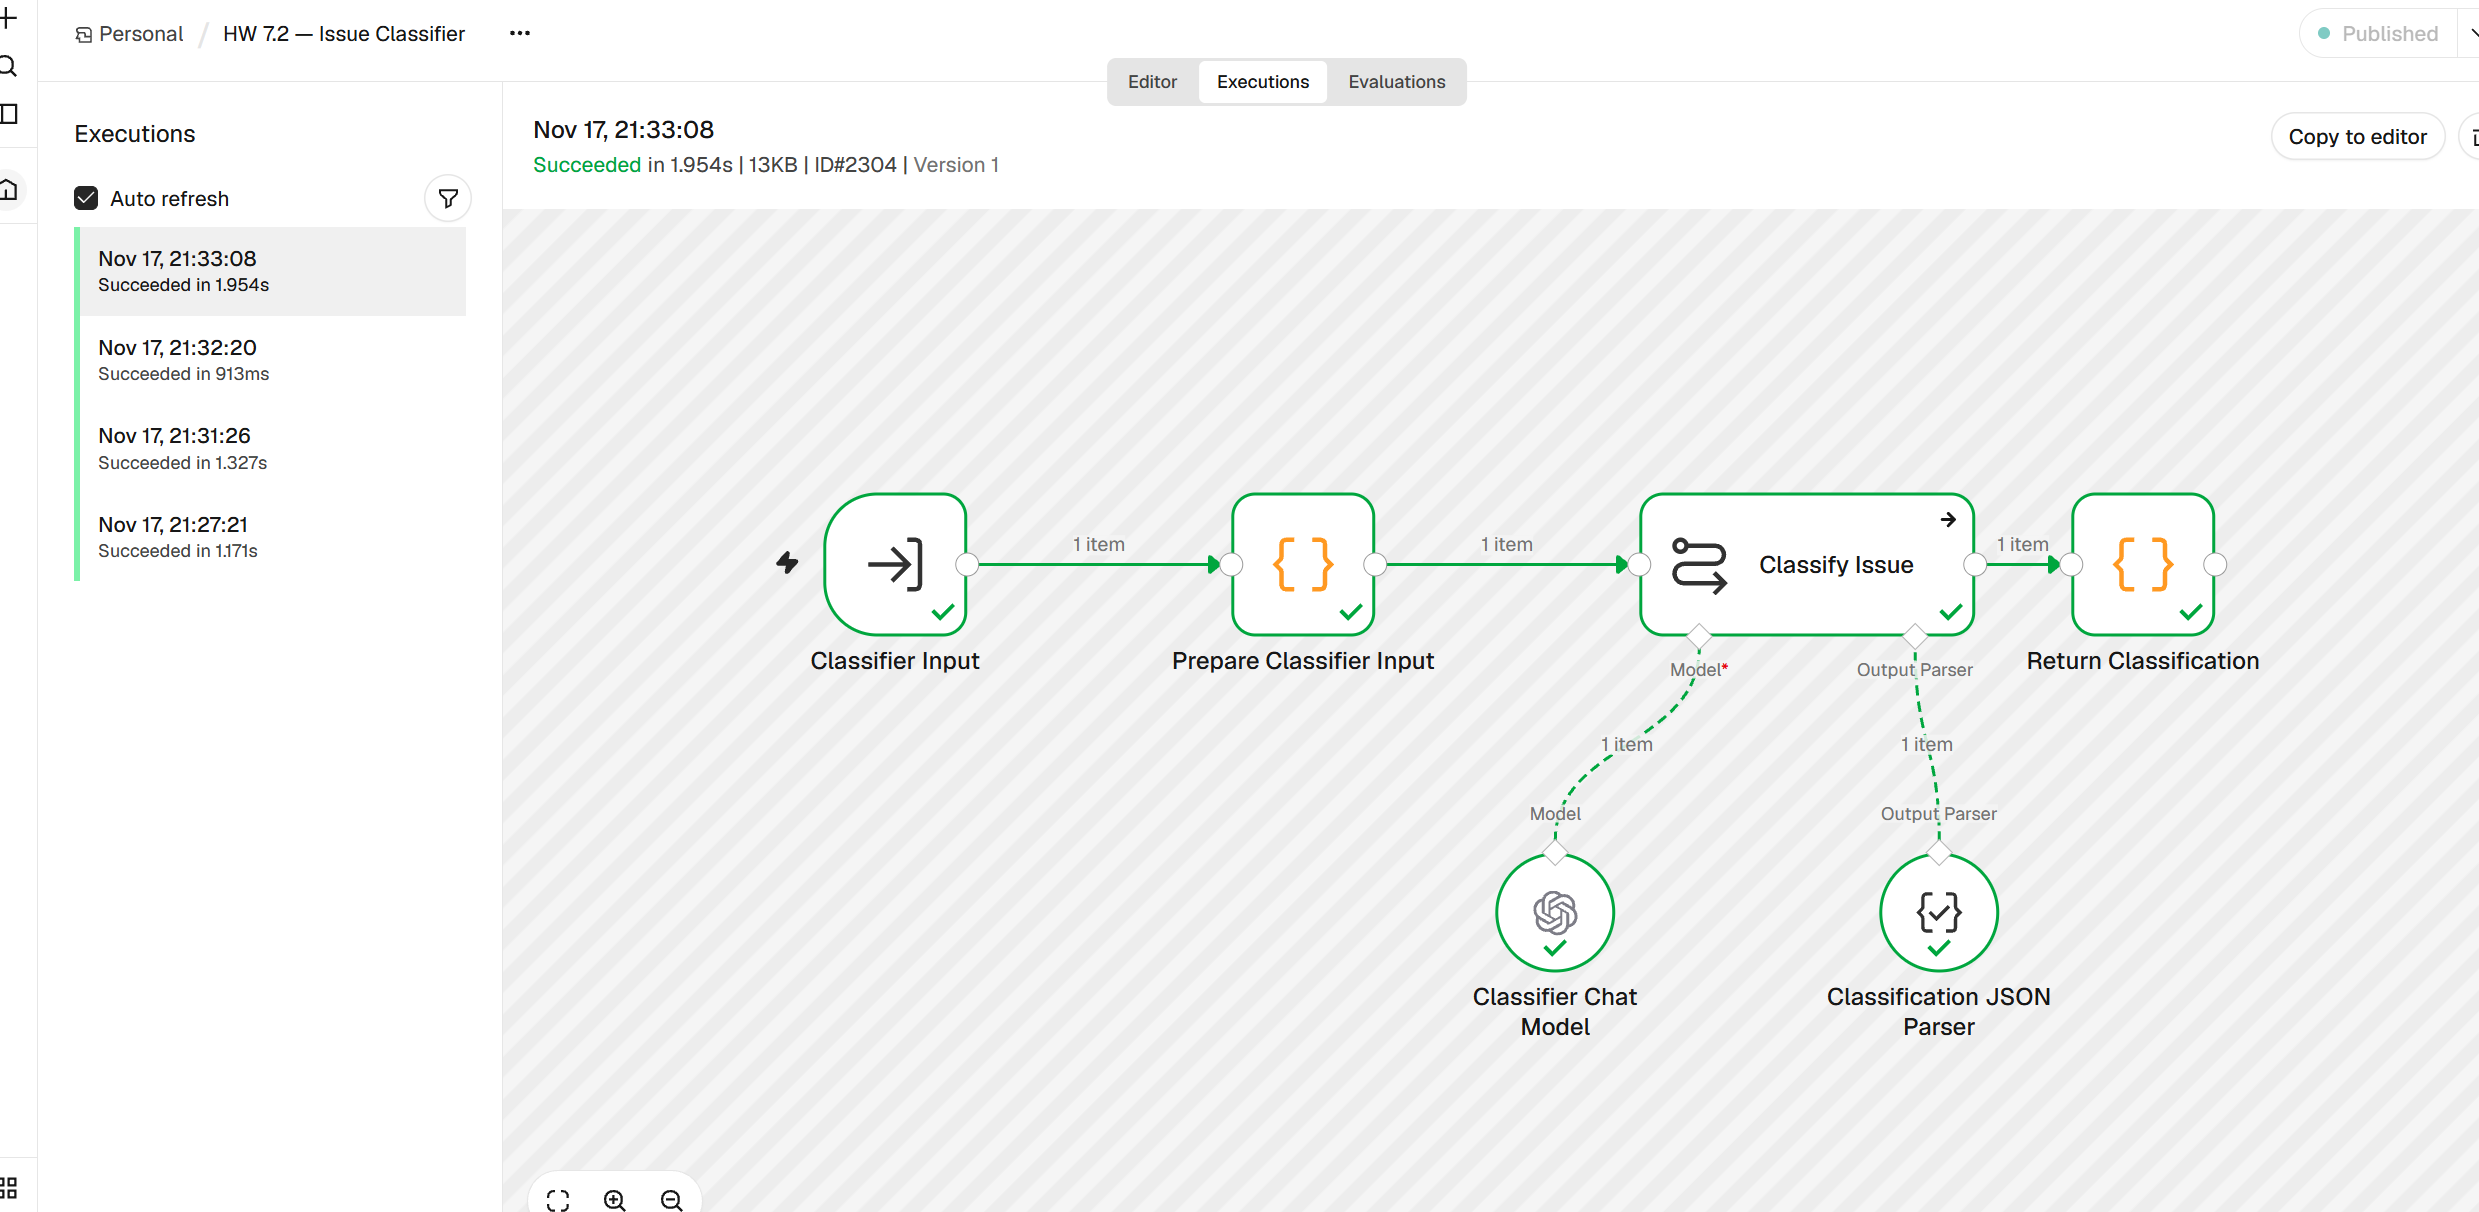 Personal / HW 7.2 — Issue Classifier ...
Published
Editor Executions Evaluations
Executions
Auto refresh
Nov 17, 21:33:08
Succeeded in 1.954s
Nov 17, 21:32:20
Succeeded in 913ms
Nov 17, 21:31:26
Succeeded in 1.327s
Nov 17, 21:27:21
Succeeded in 1.171s
Nov 17, 21:33:08
Succeeded in 1.954s | 13KB | ID#2304 | Version 1
Copy to editor
1 item
1 item
1 item
Classify Issue
Classifier Input
Prepare Classifier Input
Return Classification
Model*
Output Parser
1 item
1 item
Model
Output Parser
Classifier Chat
Model
Classification JSON
Parser